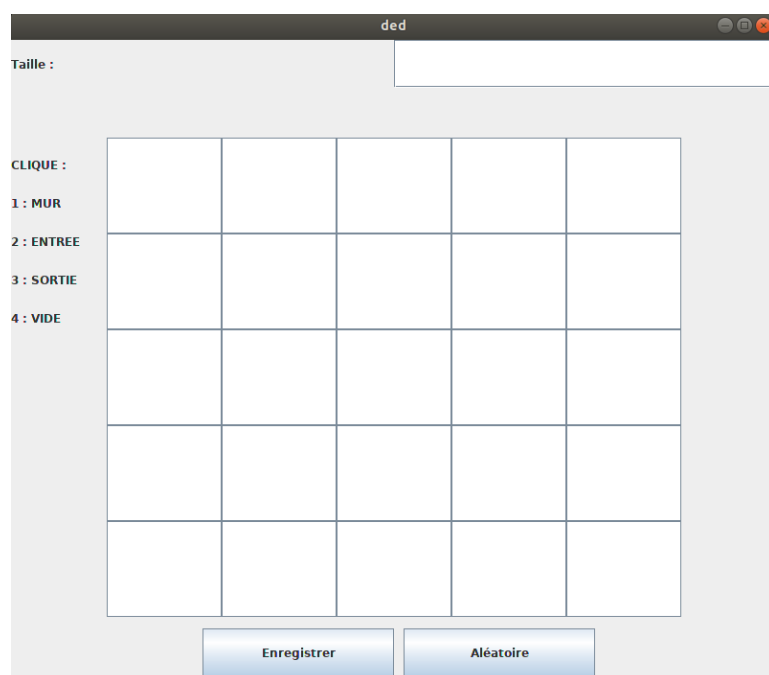 ded
Taille :
CLIQUE :
1 : MUR
2 : ENTREE
3 : SORTIE
4 : VIDE
Enregistrer
Aléatoire